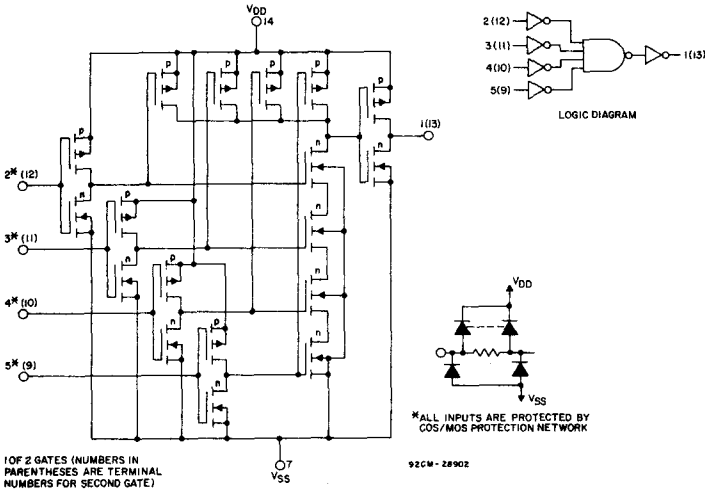 VDD
14
p
p
p
p
p
p
n
n
n
n
n
n
n
n
n
p
p
p
2*(12)
3*(11)
4*(10)
5*(9)
1(13)
7
VSS
1 OF 2 GATES (NUMBERS IN
PARENTHESES ARE TERMINAL
NUMBERS FOR SECOND GATE)
92CM-28902
2(12)
3(11)
4(10)
5(9)
1(13)
LOGIC DIAGRAM
VDD
VSS
*ALL INPUTS ARE PROTECTED BY
COS/MOS PROTECTION NETWORK